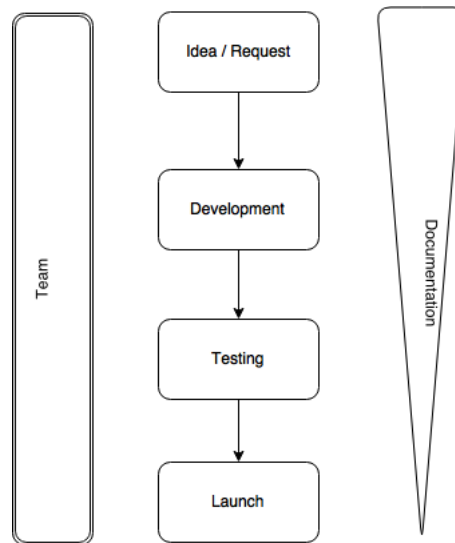 Idea / Request
Development
Testing
Launch
Team
Documentation